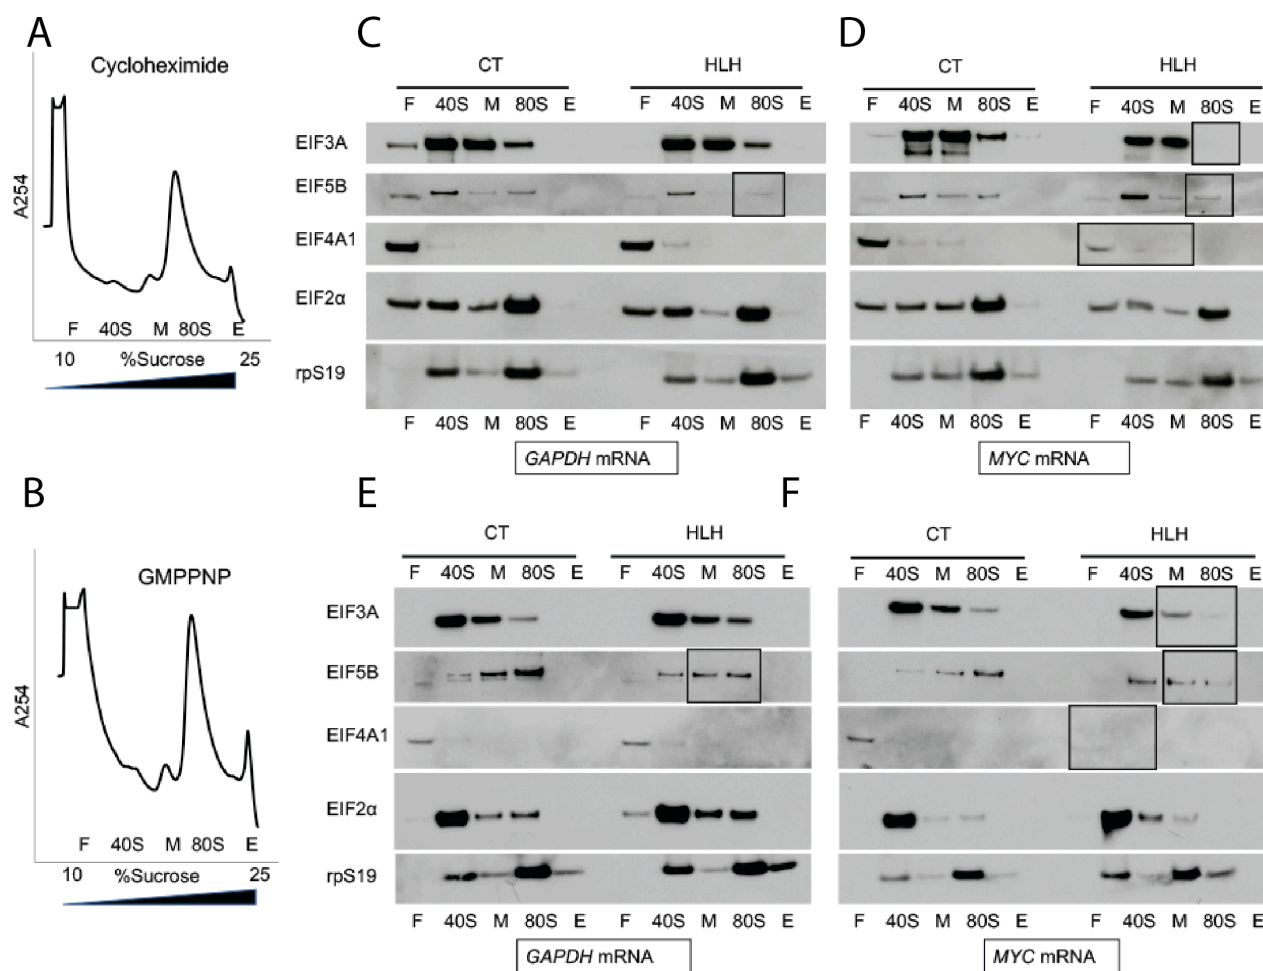 A
Cycloheximide
A254
F 40S M 80S E
10 %Sucrose 25
C
CT HLH
F 40S M 80S E F 40S M 80S E
EIF3A
EIF5B
EIF4A1
EIF2α
rpS19
F 40S M 80S E F 40S M 80S E
GAPDH mRNA
D
CT HLH
F 40S M 80S E F 40S M 80S E
F 40S M 80S E F 40S M 80S E
MYC mRNA
B
GMPPNP
A254
F 40S M 80S E
10 %Sucrose 25
E
CT HLH
F 40S M 80S E F 40S M 80S E
EIF3A
EIF5B
EIF4A1
EIF2α
rpS19
F 40S M 80S E F 40S M 80S E
GAPDH mRNA
F
CT HLH
F 40S M 80S E F 40S M 80S E
F 40S M 80S E F 40S M 80S E
MYC mRNA